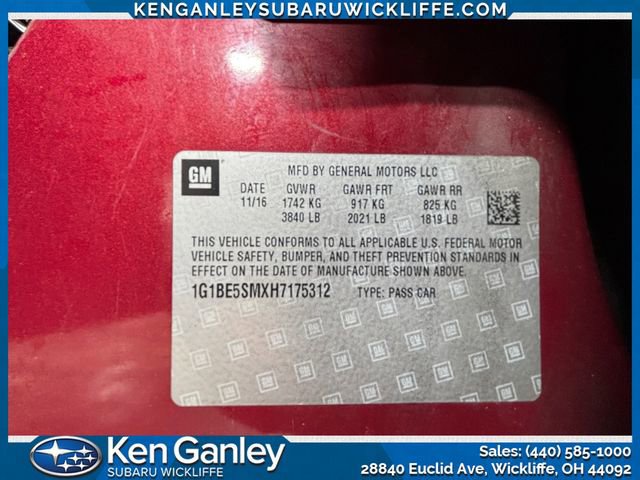 KENGANLEYSUBARUWICKLIFFE.COM
GM
MFD BY GENERAL MOTORS LLC
DATE GVWR GAWR FRT GAWR RR
11/16 1742 KG 917 KG 825 KG
3840 LB 2021 LB 1819 LB
THIS VEHICLE CONFORMS TO ALL APPLICABLE U.S. FEDERAL MOTOR
VEHICLE SAFETY, BUMPER, AND THEFT PREVENTION STANDARDS IN
EFFECT ON THE DATE OF MANUFACTURE SHOWN ABOVE.
1G1BE5SMXH7175312 TYPE: PASS CAR
Ken Ganley
SUBARU WICKLIFFE
Sales: (440) 585-1000
28840 Euclid Ave, Wickliffe, OH 44092